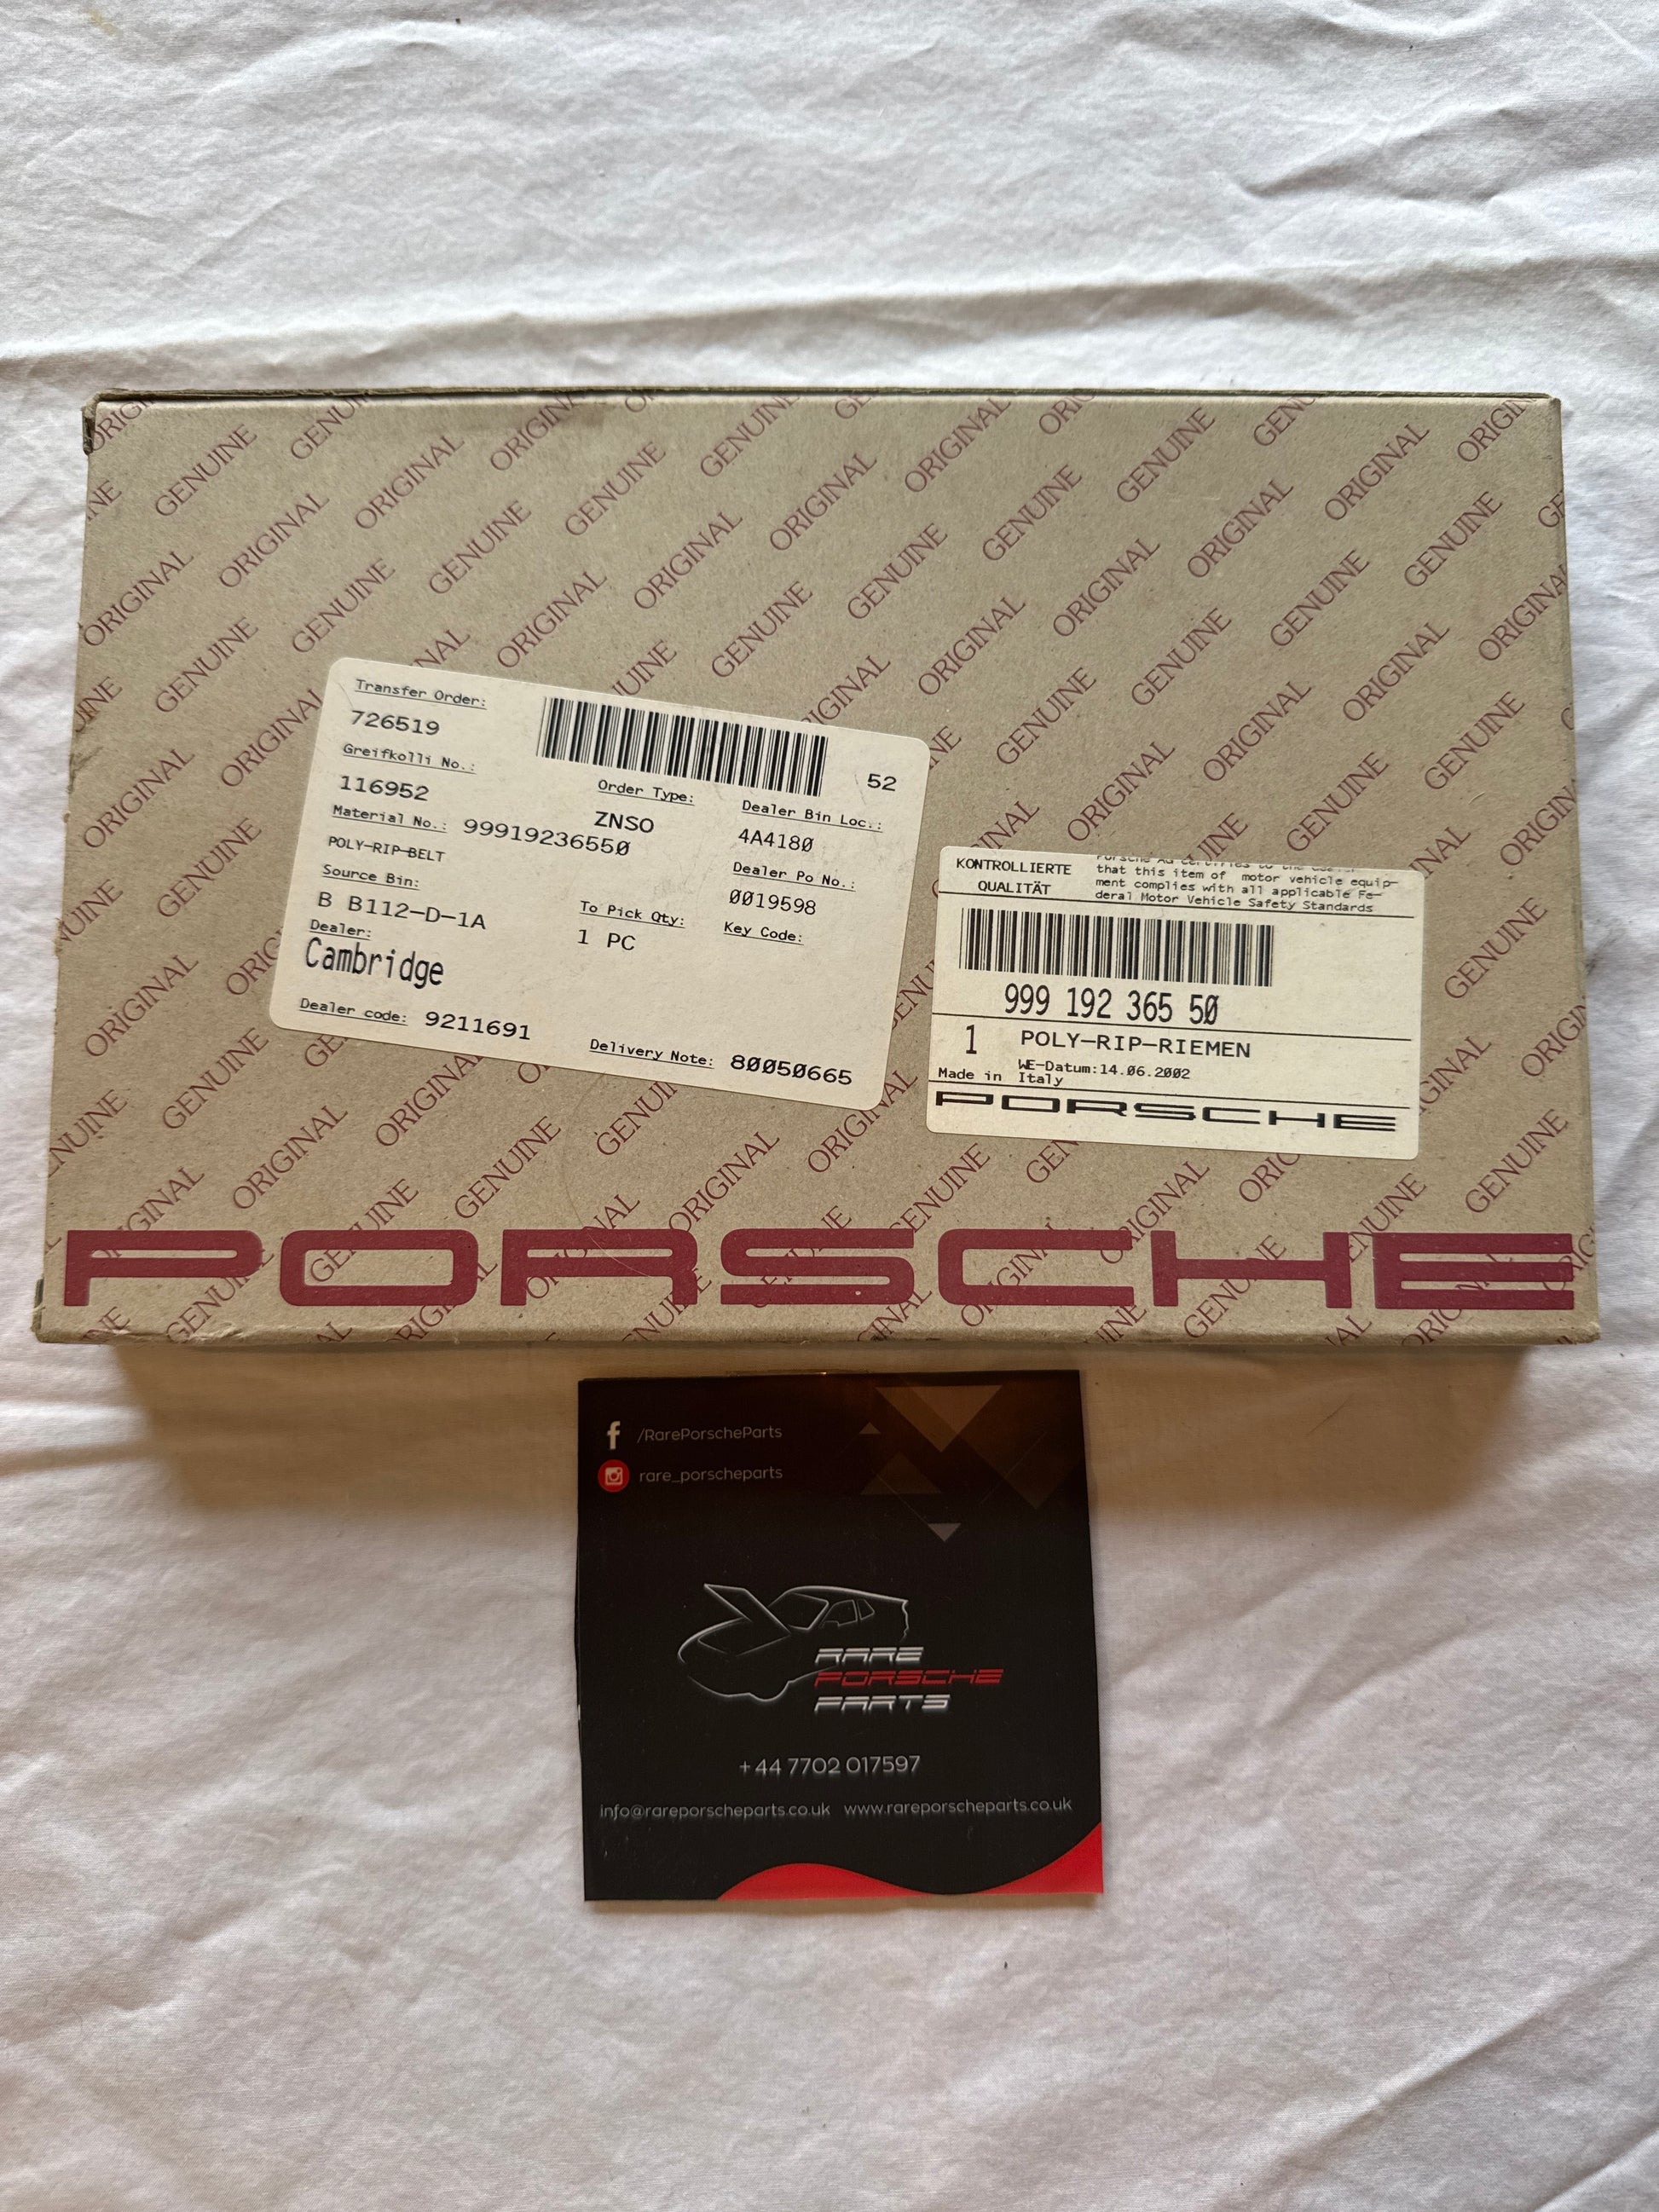 GENUINE ORIGINAL
Transfer Order:
726519
52
Greifkolli No.:
116952
Order Type:
ZNSO
Dealer Bin Loc.:
4A4180
Material No.: 99919236550
POLY-RIP-BELT
Dealer Po No.:
0019598
Source Bin:
B B112-D-1A
To Pick Qty:
1 PC
Key Code:
Dealer:
Cambridge
Dealer code: 9211691
Delivery Note: 80050665
KONTROLLIERTE
QUALITÄT
that this item of motor vehicle equip-
ment complies with all applicable Fe-
deral Motor Vehicle Safety Standards
999 192 365 50
1 POLY-RIP-RIEMEN
WE-Datum:14.06.2002
Made in Italy
PORSCHE
PORSCHE
/RarePorscheParts
rare_porscheparts
RARE
PORSCHE
PARTS
+44 7702 017597
info@rareporscheparts.co.uk www.rareporscheparts.co.uk